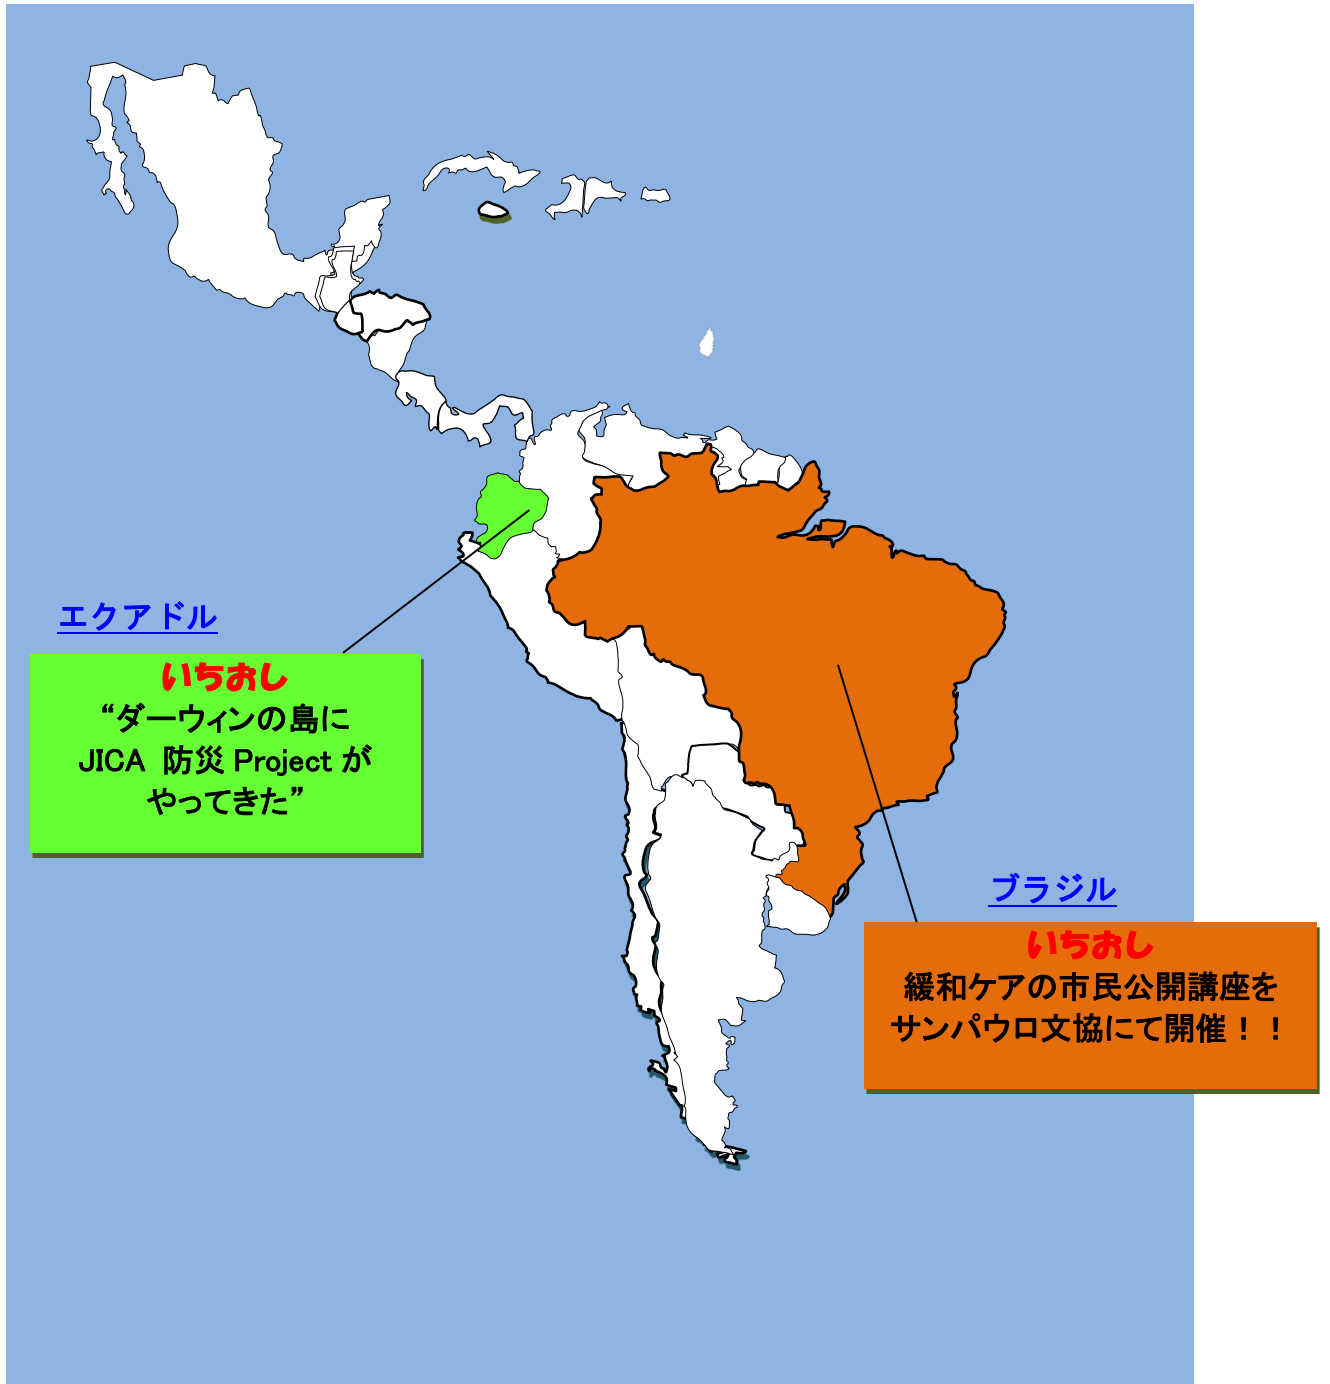 エクアドル
いちおし
“ダーウィンの島に
JICA 防災 Project が
やってきた”
ブラジル
いちおし
緩和ケアの市民公開講座を
サンパウロ文協にて開催！！